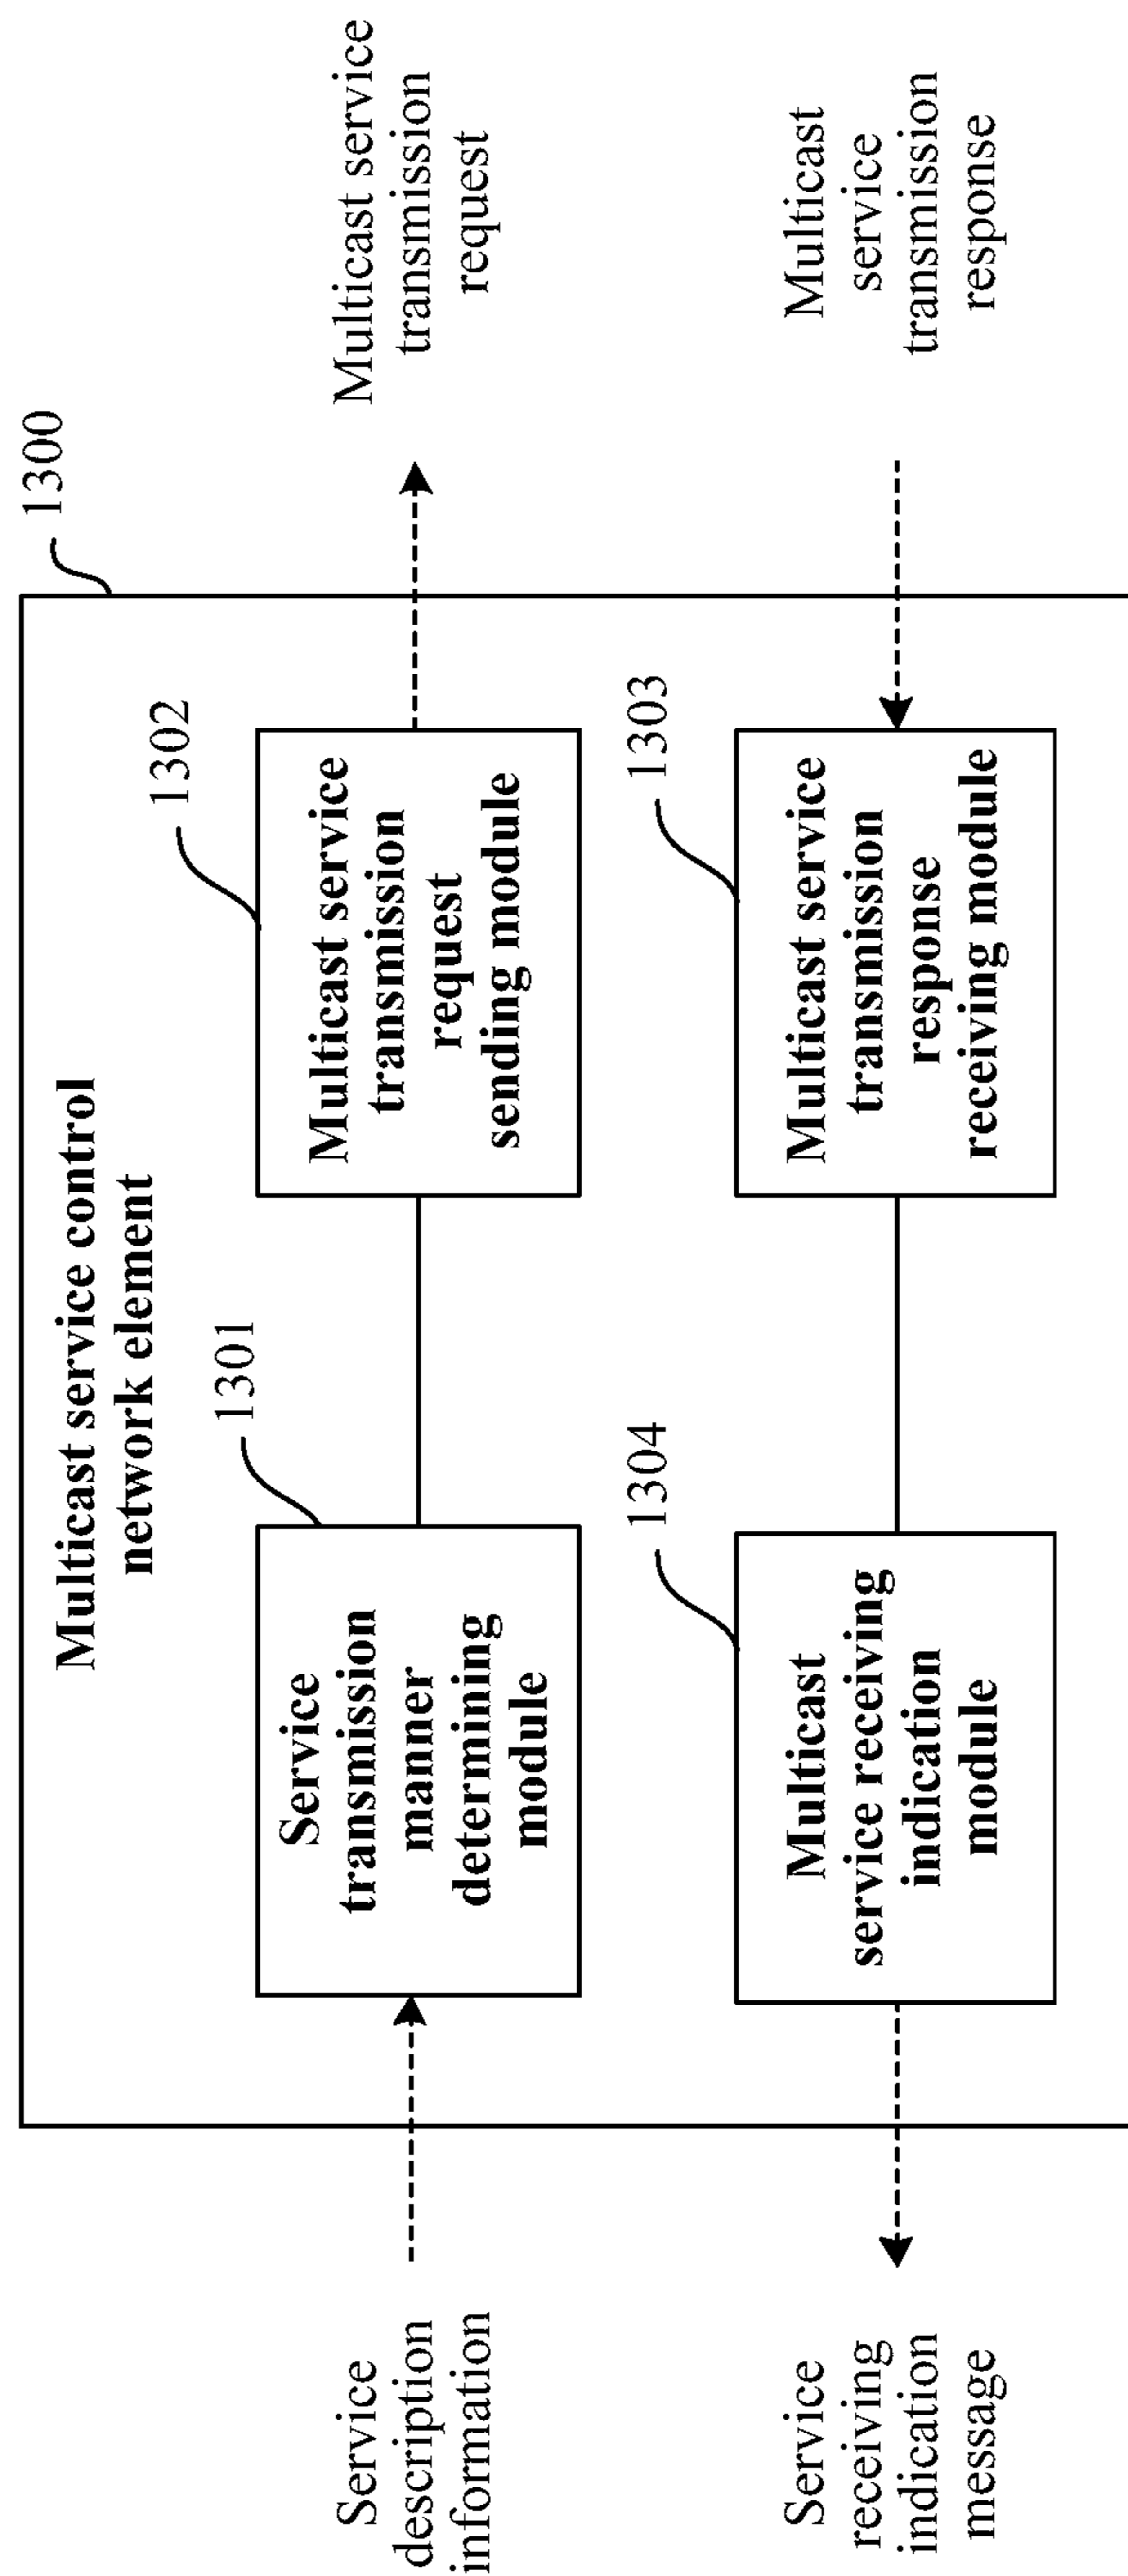 Multicast service control
network element
1300
Service
description
information
1301
Service
transmission
manner
determining
module
1302
Multicast service
transmission
request
sending module
Multicast service
transmission
request
Service
receiving
indication
message
1304
Multicast
service receiving
indication
module
1303
Multicast service
transmission
response
receiving module
Multicast
service
transmission
response